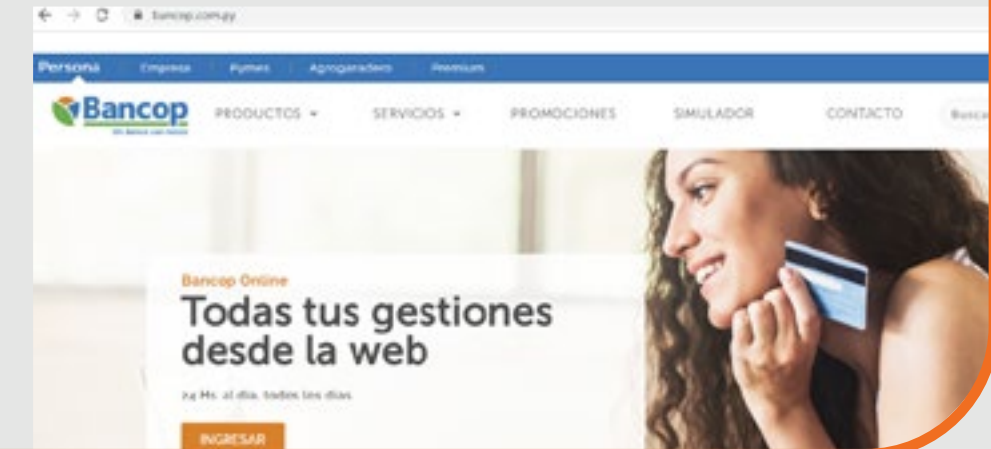 bancop.com.py
Persona Empresa Pymes Agroganadero Premium
Bancop PRODUCTOS SERVICIOS PROMOCIONES SIMULADOR CONTACTO Busca
Bancop Online
Todas tus gestiones
desde la web
24 Hs. al día, todos los días
INGRESAR